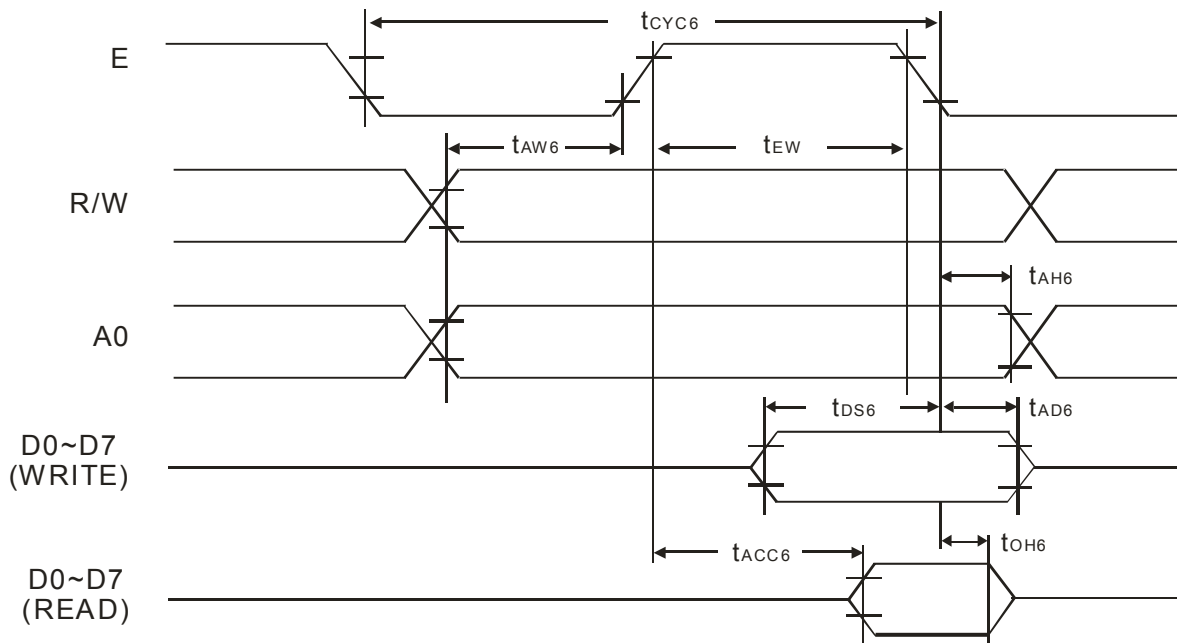 tCYC6
E
tAW6
tEW
R/W
tAH6
A0
tDS6
tAD6
D0~D7
(WRITE)
tACC6
tOH6
D0~D7
(READ)